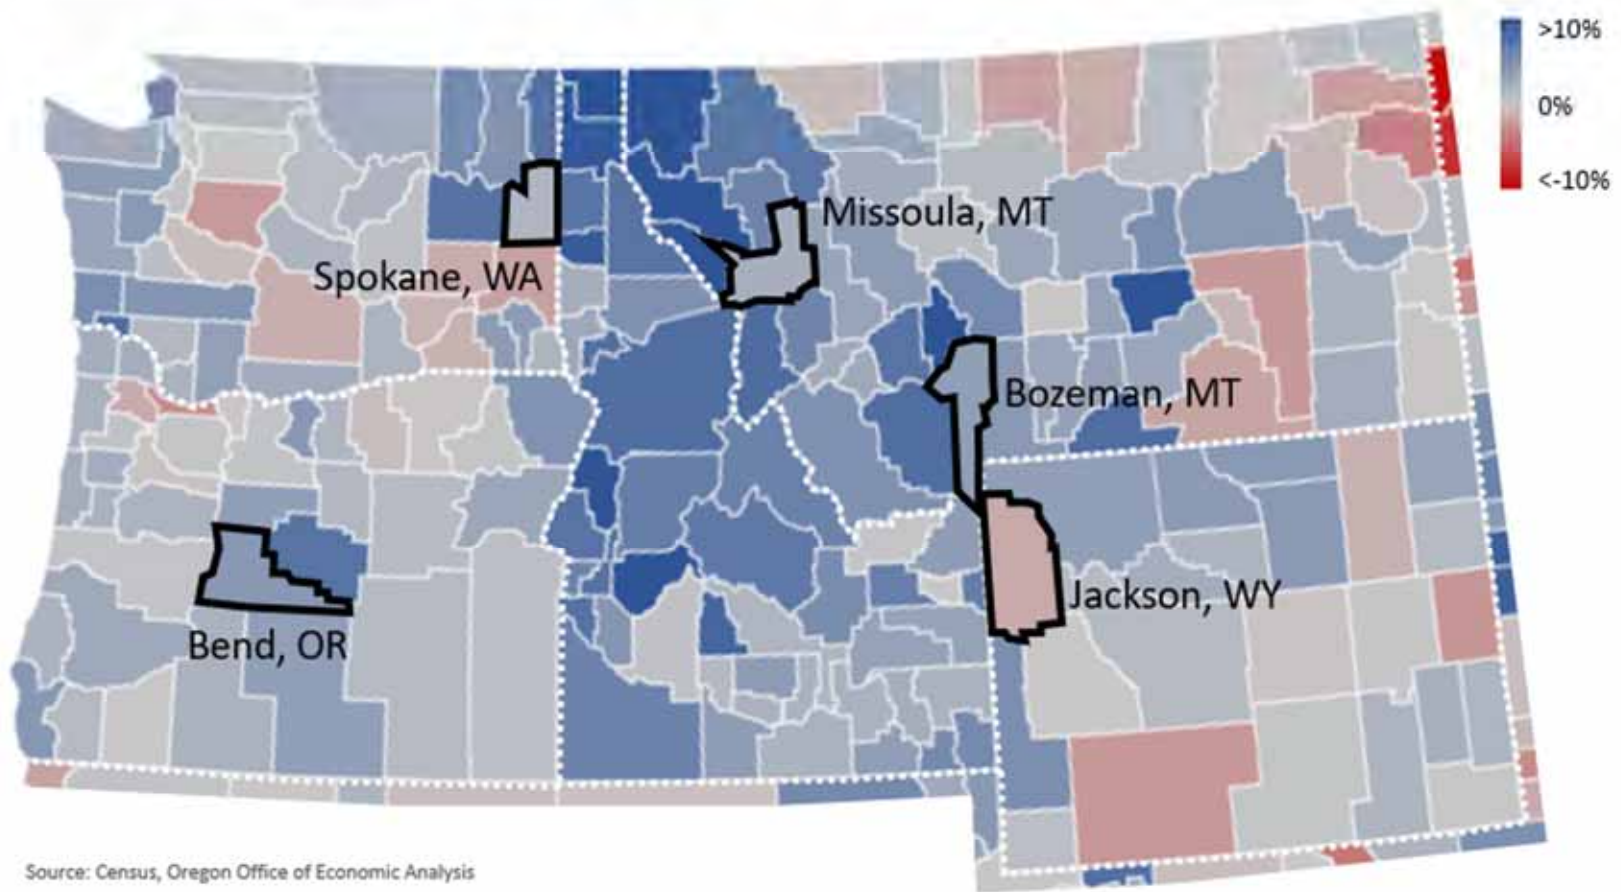 >10%
0%
<-10%
Missoula, MT
Spokane, WA
Bozeman, MT
Jackson, WY
Bend, OR
Source: Census, Oregon Office of Economic Analysis